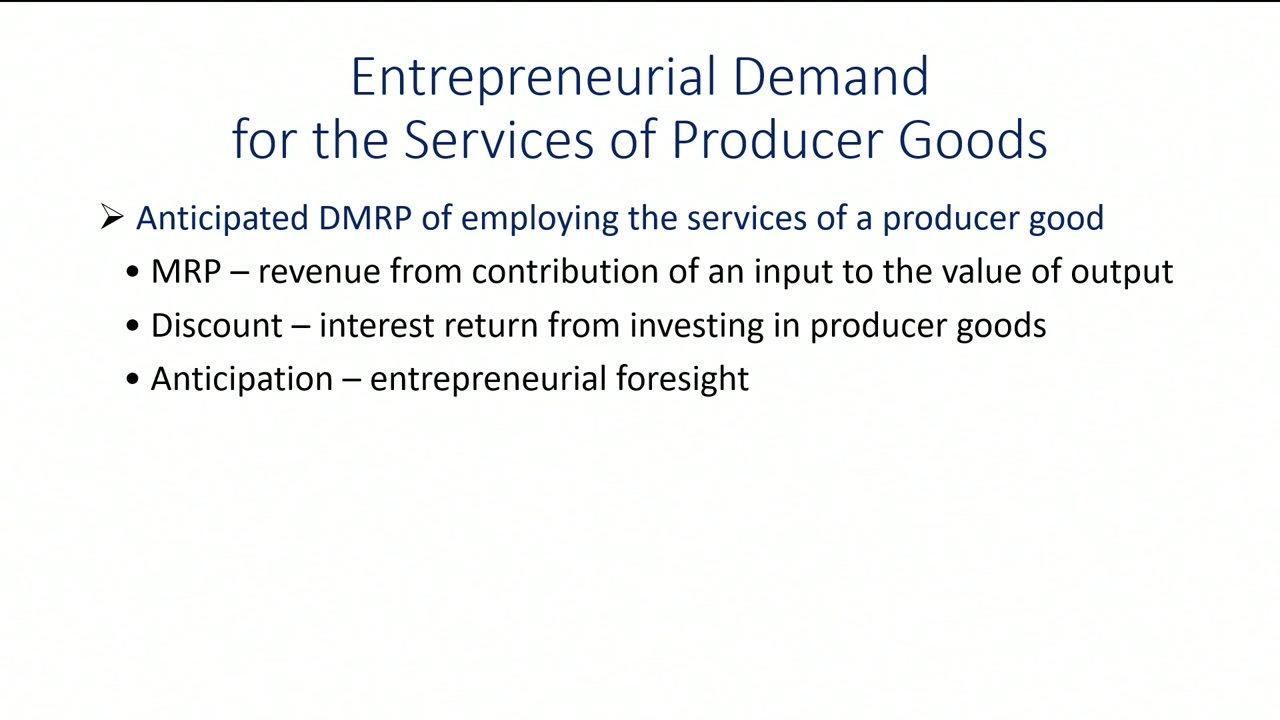 Entrepreneurial Demand
for the Services of Producer Goods
➢ Anticipated DMRP of employing the services of a producer good
• MRP – revenue from contribution of an input to the value of output
• Discount – interest return from investing in producer goods
• Anticipation – entrepreneurial foresight